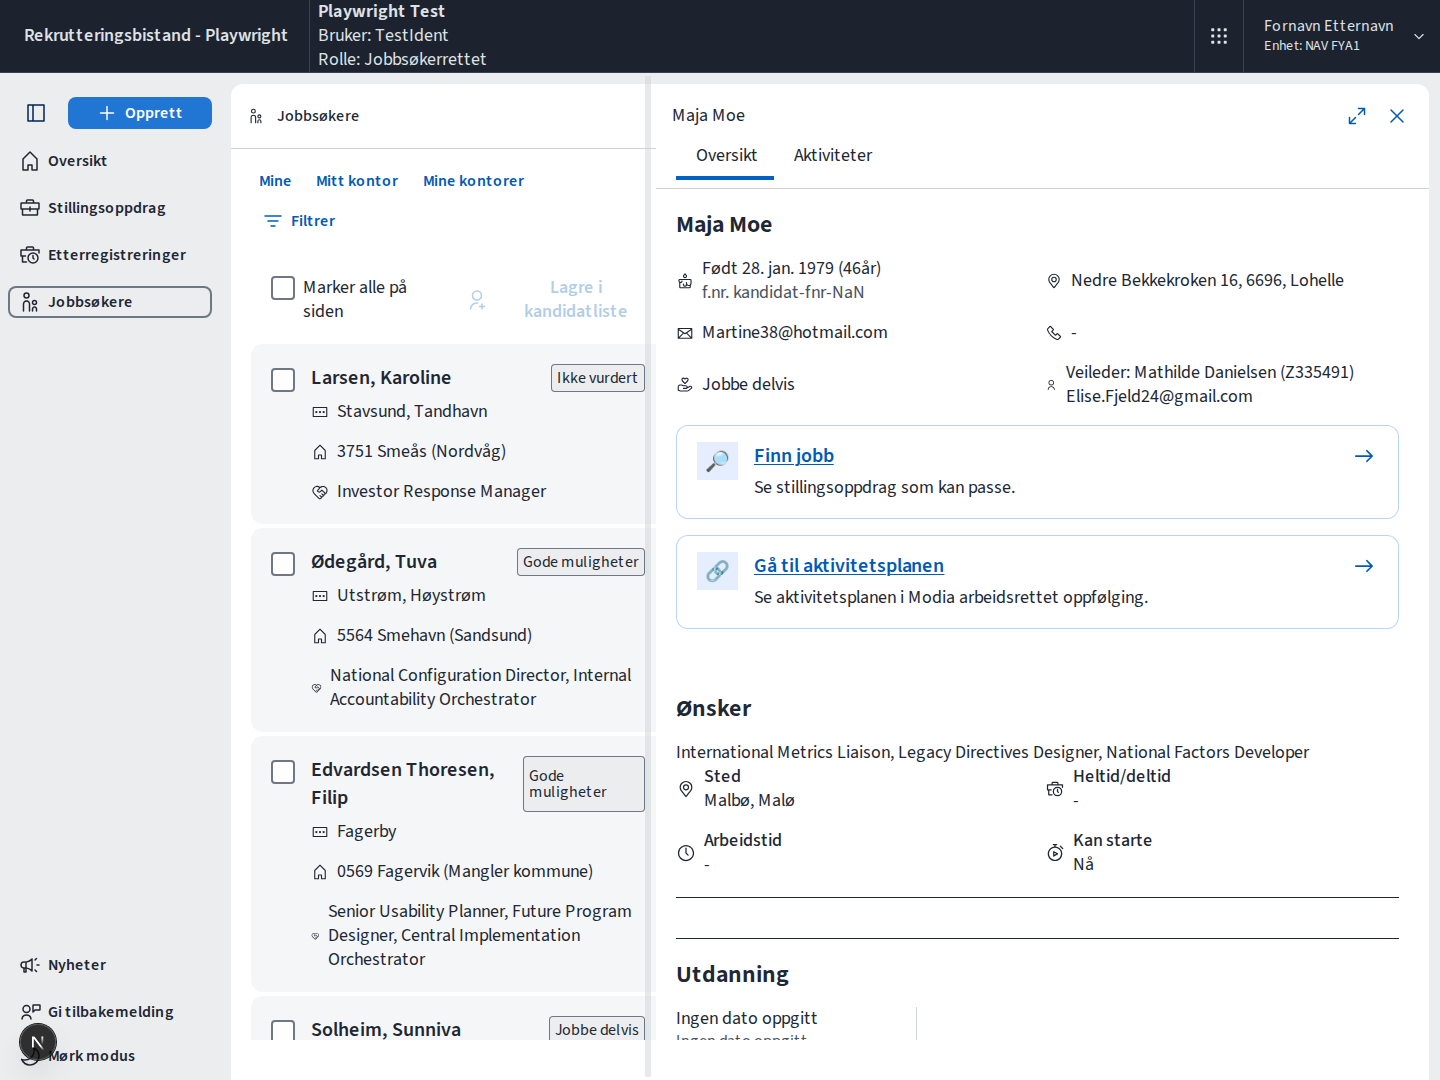 Rekrutteringsbistand - Playwright
Playwright Test
Bruker: TestIdent
Rolle: Jobbsøkerrettet
Fornavn Etternavn
Enhet: NAV FYA1
Opprett
Oversikt
Stillingsoppdrag
Etterregistreringer
Jobbsøkere
Nyheter
Gi tilbakemelding
N
Mørk modus
Jobbsøkere
Mine
Mitt kontor
Mine kontorer
Filtrer
Marker alle på
siden
Lagre i
kandidatliste
Larsen, Karoline
Ikke vurdert
Stavsund, Tandhavn
3751 Smeås (Nordvåg)
Investor Response Manager
Ødegård, Tuva
Gode muligheter
Utstrøm, Høystrøm
5564 Smehavn (Sandsund)
National Configuration Director, Internal
Accountability Orchestrator
Edvardsen Thoresen,
Filip
Gode
muligheter
Fagerby
0569 Fagervik (Mangler kommune)
Senior Usability Planner, Future Program
Designer, Central Implementation
Orchestrator
Solheim, Sunniva
Jobbe delvis
Maja Moe
Oversikt
Aktiviteter
Maja Moe
Født 28. jan. 1979 (46år)
f.nr. kandidat-fnr-NaN
Nedre Bekkekroken 16, 6696, Lohelle
Martine38@hotmail.com
-
Jobbe delvis
Veileder: Mathilde Danielsen (Z335491)
Elise.Fjeld24@gmail.com
Finn jobb
Se stillingsoppdrag som kan passe.
Gå til aktivitetsplanen
Se aktivitetsplanen i Modia arbeidsrettet oppfølging.
Ønsker
International Metrics Liaison, Legacy Directives Designer, National Factors Developer
Sted
Malbø, Malø
Heltid/deltid
-
Arbeidstid
-
Kan starte
Nå
Utdanning
Ingen dato oppgitt
Ingen dato oppgitt